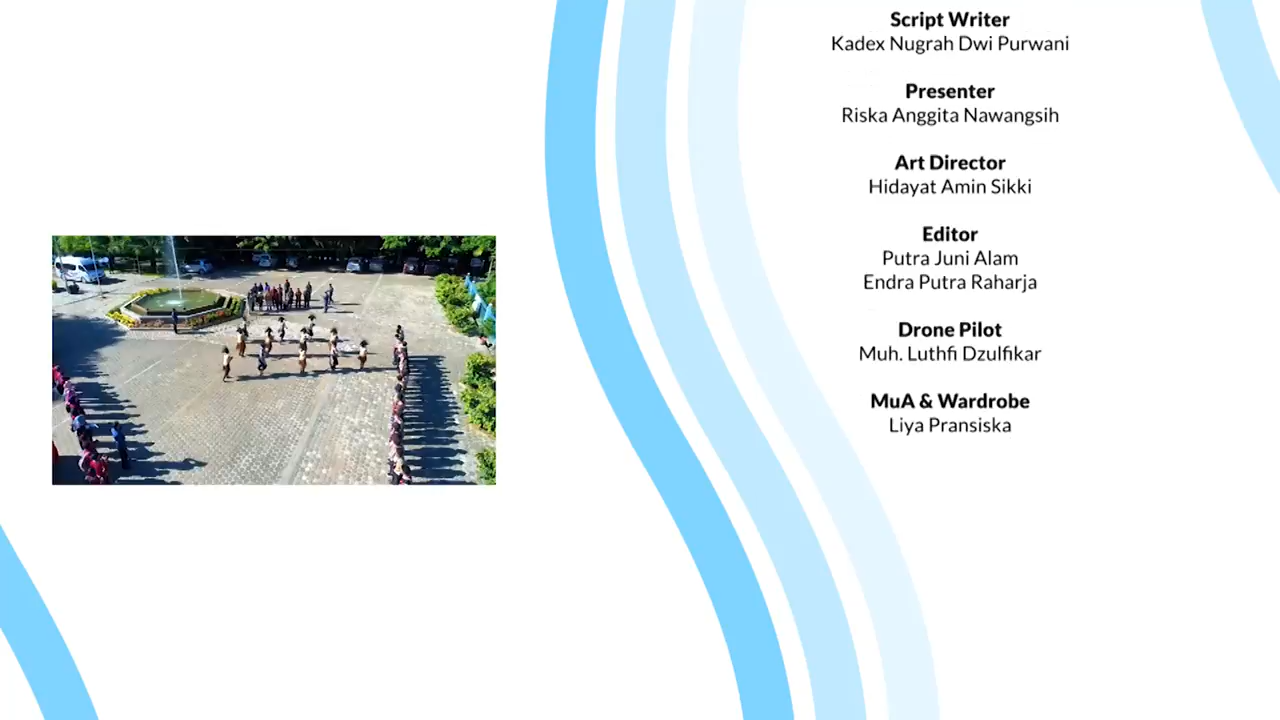 Script Writer
Kadex Nugrah Dwi Purwani
Presenter
Riska Anggita Nawangsih
Art Director
Hidayat Amin Sikki
Editor
Putra Juni Alam
Endra Putra Raharja
Drone Pilot
Muh. Luthfi Dzulfikar
MuA & Wardrobe
Liya Pransiska